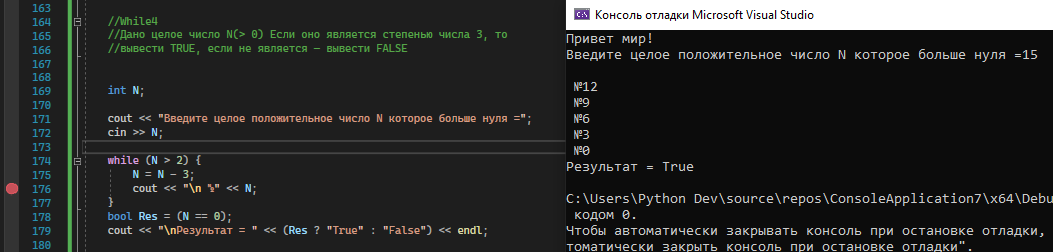 163
164 //While4
165 //Дано целое число N(> 0) Если оно является степенью числа 3, то
166 //вывести TRUE, если не является — вывести FALSE
167
168
169 int N;
170
171 cout << "Введите целое положительное число N которое больше нуля =";
172 cin >> N;
173
174 while (N > 2) {
175 N = N - 3;
176 cout << "\n №" << N;
177 }
178 bool Res = (N == 0);
179 cout << "\nРезультат = " << (Res ? "True" : "False") << endl;
180
Консоль отладки Microsoft Visual Studio
Привет мир!
Введите целое положительное число N которое больше нуля =15
№12
№9
№6
№3
№0
Результат = True
C:\Users\Python Dev\source\repos\ConsoleApplication7\x64\Debu
кодом 0.
Чтобы автоматически закрывать консоль при остановке отладки,
томатически закрыть консоль при остановке отладки".